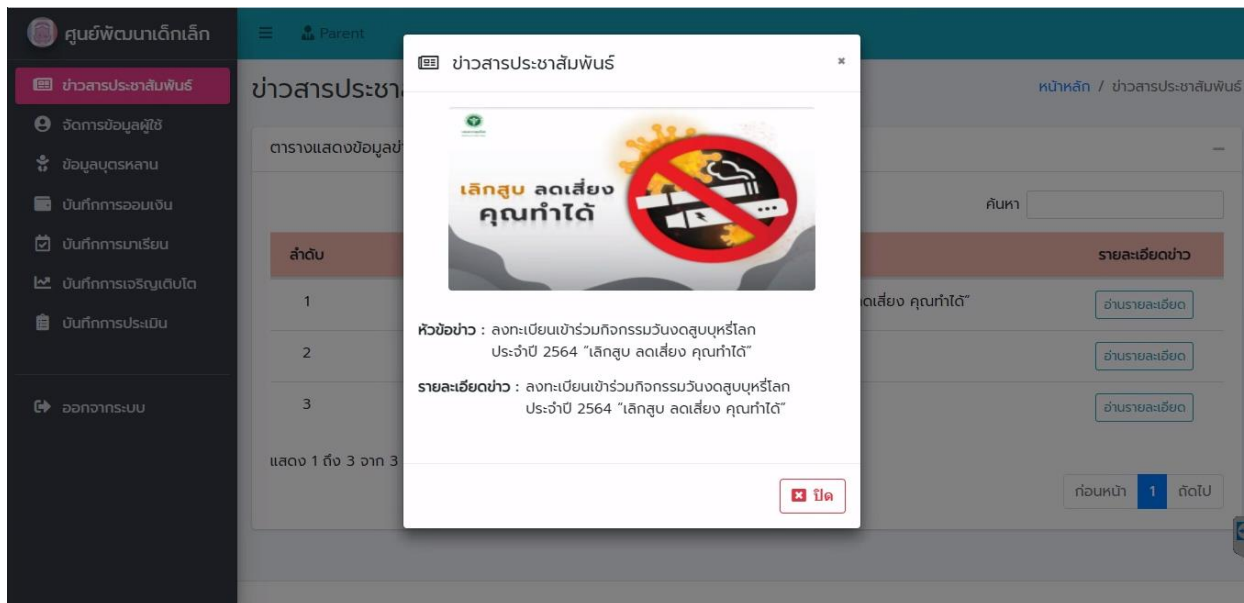 ศูนย์พัฒนาเด็กเล็ก
Parent
ข่าวสารประชาสัมพันธ์
จัดการข้อมูลผู้ใช้
ข้อมูลบุตรหลาน
บันทึกการออมเงิน
บันทึกการมาเรียน
บันทึกการเจริญเติบโต
บันทึกการประเมิน
ออกจากระบบ
ข่าวสารประชา
หน้าหลัก / ข่าวสารประชาสัมพันธ์
ตารางแสดงข้อมูลข่
ค้นหา
ลำดับ
รายละเอียดข่าว
1
ลดเสี่ยง คุณทำได้"
อ่านรายละเอียด
2
อ่านรายละเอียด
3
อ่านรายละเอียด
แสดง 1 ถึง 3 จาก 3
ก่อนหน้า 1 ถัดไป
ข่าวสารประชาสัมพันธ์
×
เลิกสูบ ลดเสี่ยง
คุณทำได้
หัวข้อข่าว : ลงทะเบียนเข้าร่วมกิจกรรมวันงดสูบบุหรี่โลก
ประจำปี 2564 "เลิกสูบ ลดเสี่ยง คุณทำได้"
รายละเอียดข่าว : ลงทะเบียนเข้าร่วมกิจกรรมวันงดสูบบุหรี่โลก
ประจำปี 2564 "เลิกสูบ ลดเสี่ยง คุณทำได้"
ปิด